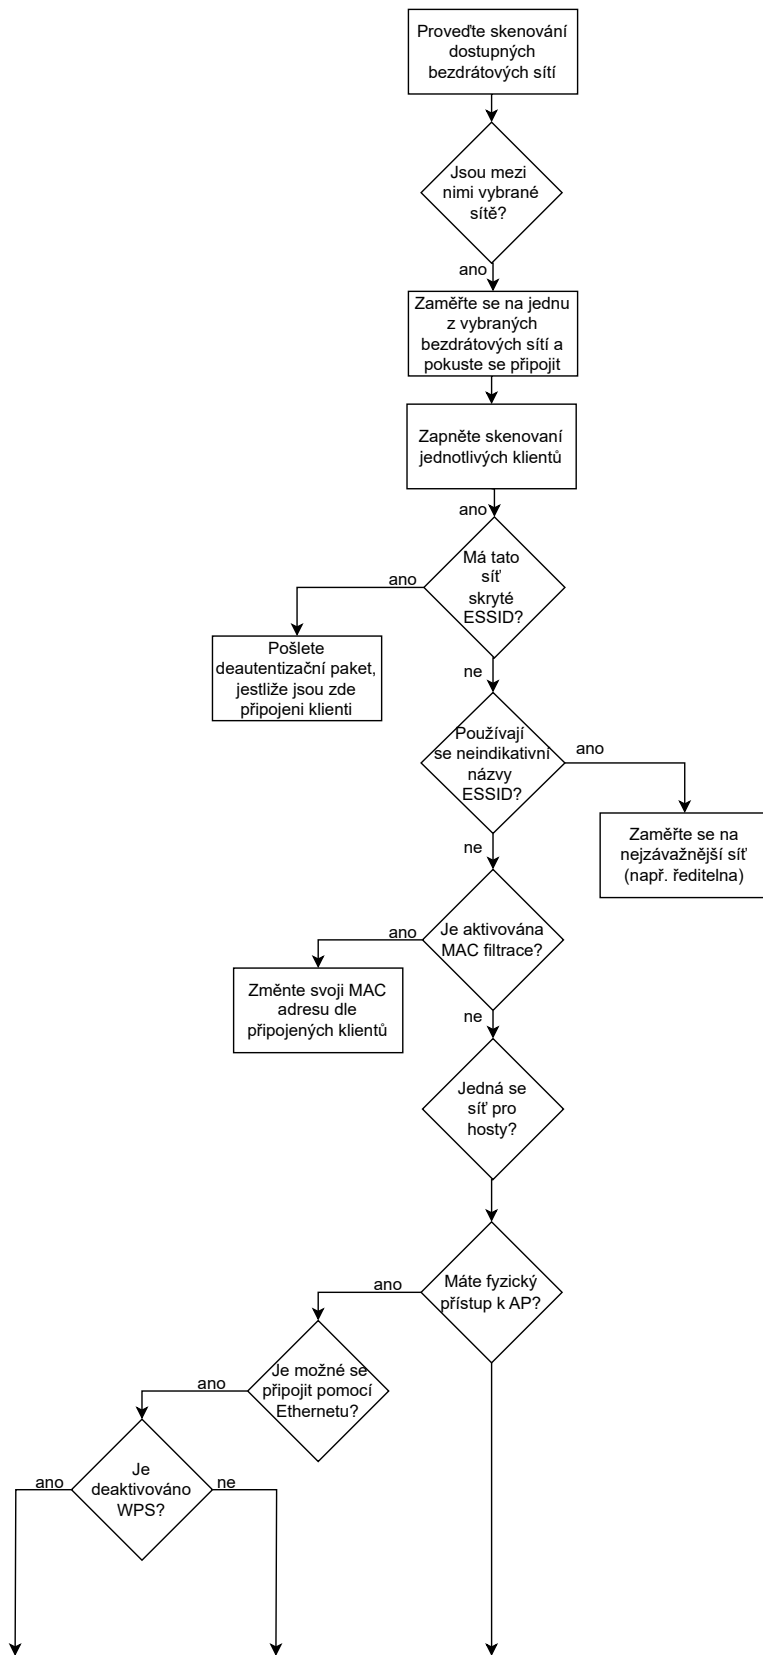 Proveďte skenování
dostupných
bezdrátových sítí
Jsou mezi
nimi vybrané
sítě?
ano
Zaměřte se na jednu
z vybraných
bezdrátových sítí a
pokuste se připojit
Zapněte skenovaní
jednotlivých klientů
ano
Má tato
síť
skryté
ESSID?
ano
Pošlete
deautentizační paket,
jestliže jsou zde
připojeni klienti
ne
Používají
se neindikativní
názvy
ESSID?
ano
Zaměřte se na
nejzávažnější síť
(např. ředitelna)
ne
Je aktivována
MAC filtrace?
ano
Změnte svoji MAC
adresu dle
připojených klientů
ne
Jedná se
síť pro
hosty?
Máte fyzický
přístup k AP?
ano
Je možné se
připojit pomocí
Ethernetu?
ano
Je
deaktivováno
WPS?
ano
ne